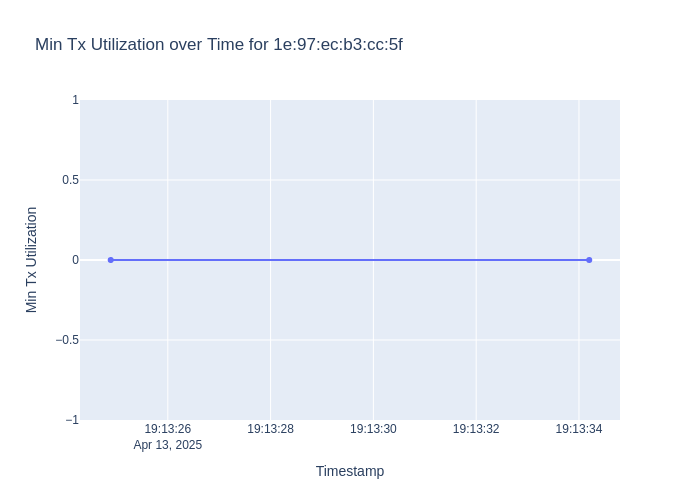 Min Tx Utilization over Time for 1e:97:ec:b3:cc:5f
1
0.5
0
−0.5
−1
Min Tx Utilization
19:13:26 19:13:28 19:13:30 19:13:32 19:13:34
Apr 13, 2025
Timestamp